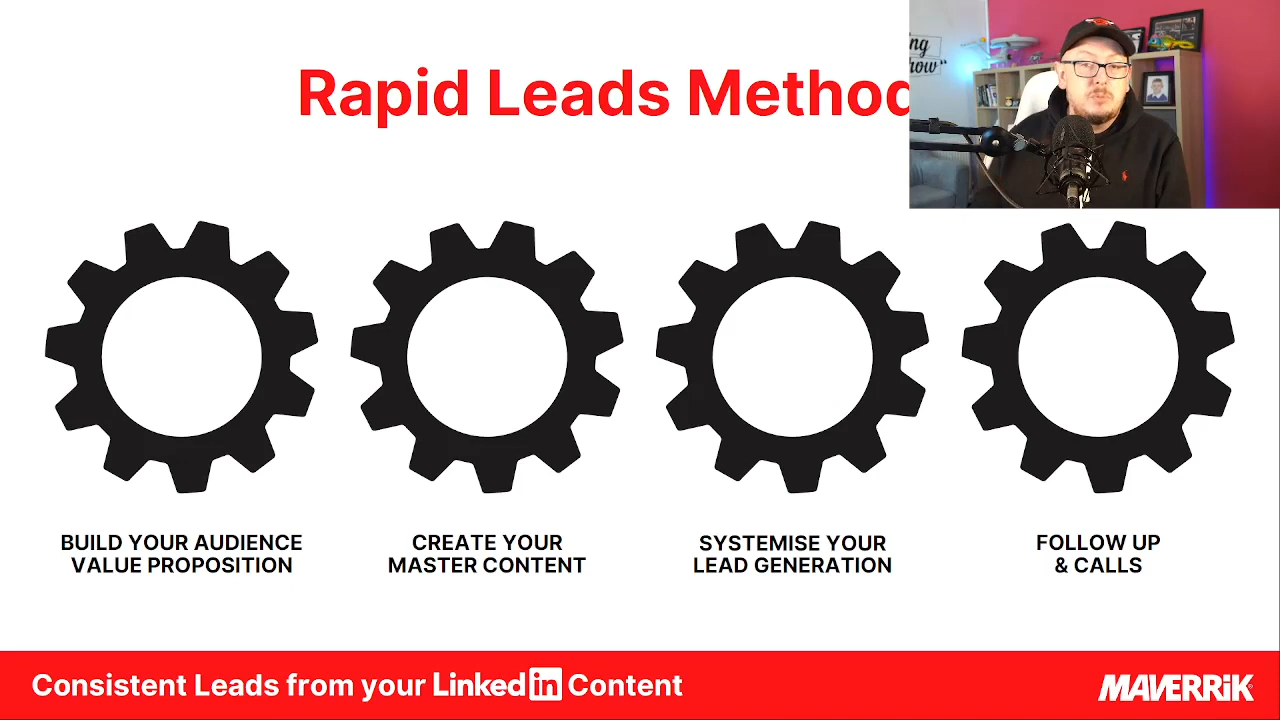 Rapid Leads Method
BUILD YOUR AUDIENCE
VALUE PROPOSITION
CREATE YOUR
MASTER CONTENT
SYSTEMISE YOUR
LEAD GENERATION
FOLLOW UP
& CALLS
Consistent Leads from your Linkedin Content
MAVERRiK